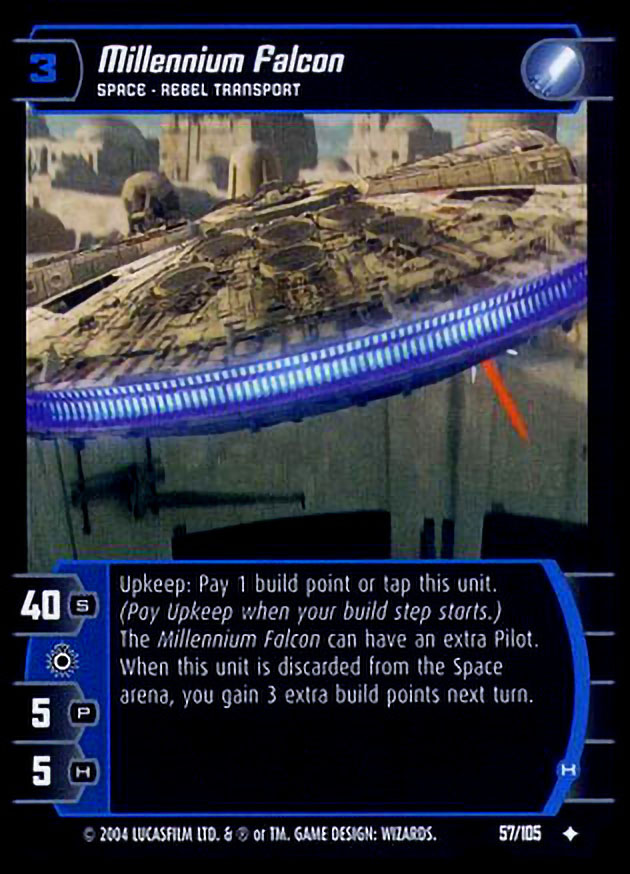 3 Millennium Falcon
SPACE - REBEL TRANSPORT
40 S
5 P
5 H
Upkeep: Pay 1 build point or tap this unit.
(Pay Upkeep when your build step starts.)
The Millennium Falcon can have an extra Pilot.
When this unit is discarded from the Space
arena, you gain 3 extra build points next turn.
H
© 2004 LUCASFILM LTD. & ® or TM. GAME DESIGN: WIZARDS. 57/105